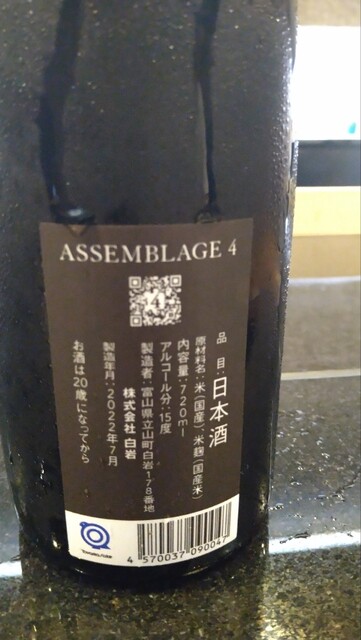 ASSEMBLAGE 4
4
品 目:日本酒
原材料名:米(国産)、米麹(国産米)
内容量:720ml
アルコール分:15度
製造者:富山県立山町白岩178番地
株式会社 白岩
製造年月:2022年7月
お酒は20歳になってから
4 570037 090047